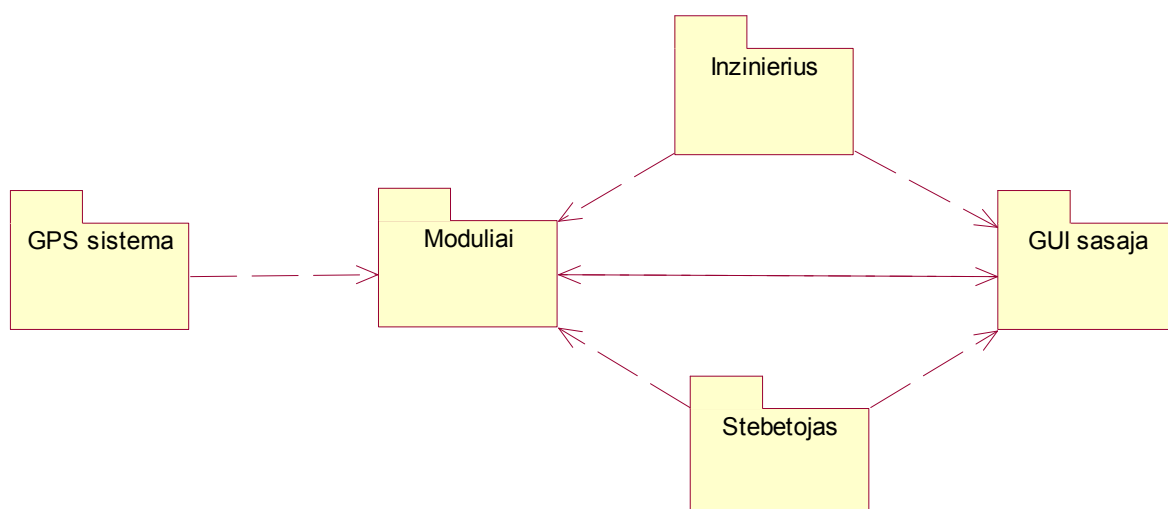 Inzinierius
GPS sistema
Moduliai
GUI sasaja
Stebetojas